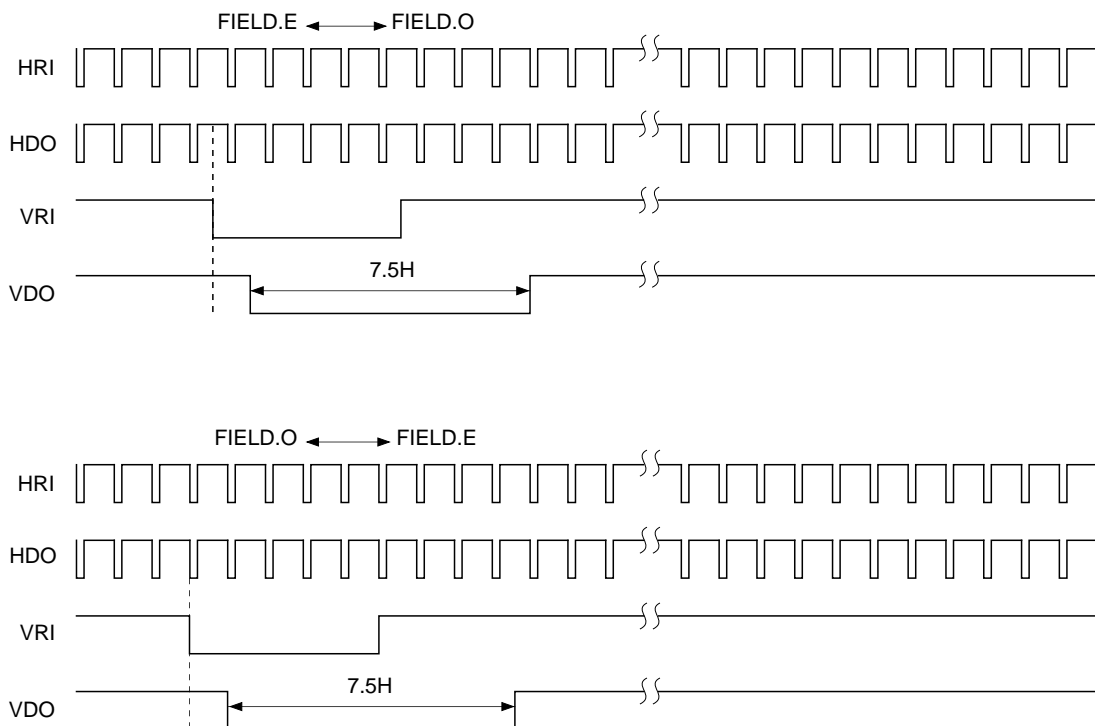 FIELD.E FIELD.O
HRI
HDO
VRI
7.5H
VDO
FIELD.O FIELD.E
HRI
HDO
VRI
7.5H
VDO